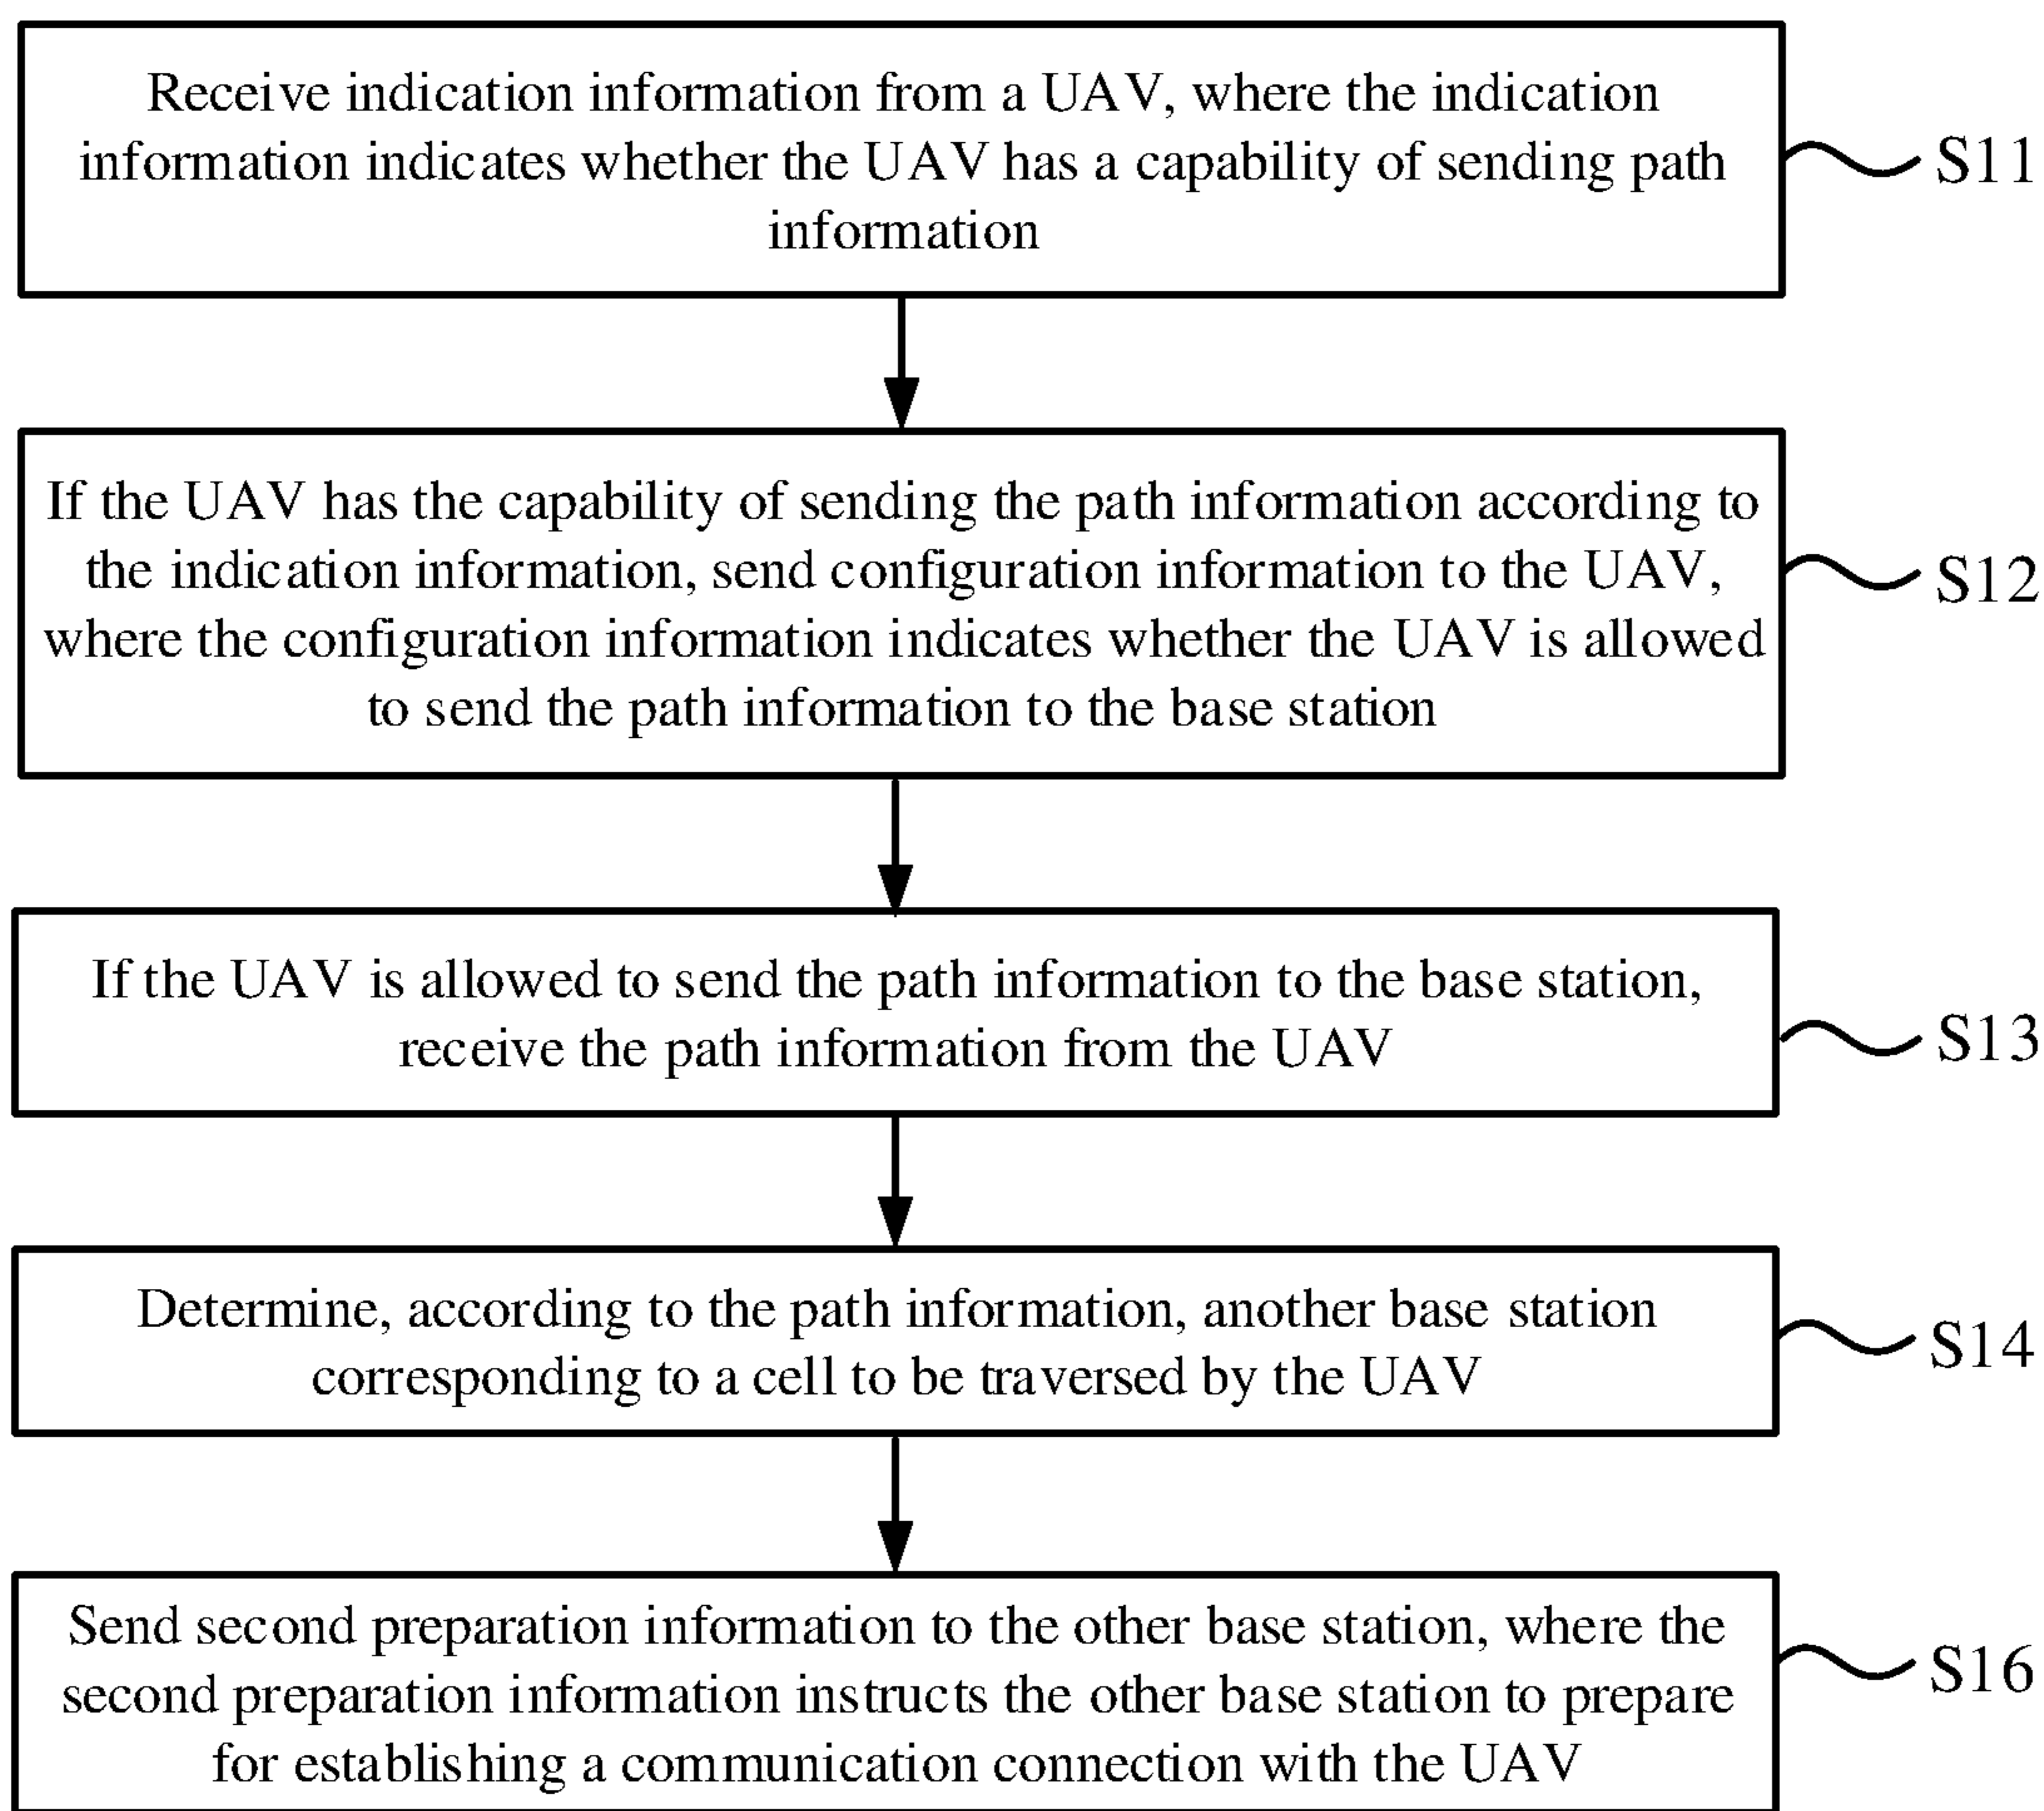 Receive indication information from a UAV, where the indication
information indicates whether the UAV has a capability of sending path
information
S11
If the UAV has the capability of sending the path information according to
the indication information, send configuration information to the UAV,
where the configuration information indicates whether the UAV is allowed
to send the path information to the base station
S12
If the UAV is allowed to send the path information to the base station,
receive the path information from the UAV
S13
Determine, according to the path information, another base station
corresponding to a cell to be traversed by the UAV
S14
Send second preparation information to the other base station, where the
second preparation information instructs the other base station to prepare
for establishing a communication connection with the UAV
S16